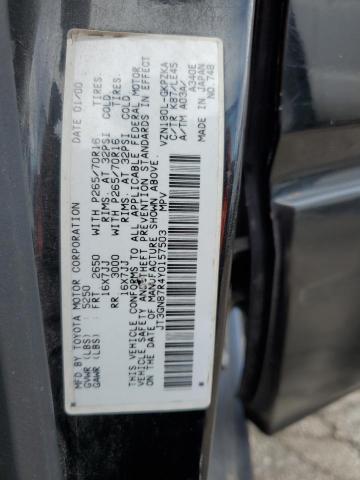 MFD BY TOYOTA MOTOR CORPORATION DATE 01/00
GVWR (LBS) : 5250
GAWR (LBS) : FRT 2650 WITH P265/70R16 TIRES
16X7JJ RIMS: AT 32PSI COLD
RR 3000 WITH P265/70R16 TIRES
16X7JJ RIMS: AT 32PSI COLD
THIS VEHICLE CONFORMS TO ALL APPLICABLE FEDERAL MOTOR
VEHICLE SAFETY AND THEFT PREVENTION STANDARDS IN EFFECT
ON THE DATE OF MANUFACTURE SHOWN ABOVE.
JT3GN87R4Y0157503 MPV
VZN180L-GKPZKA
C/TR K87/LE45
A/TM A03A/ A340E
MADE IN JAPAN
NO-748